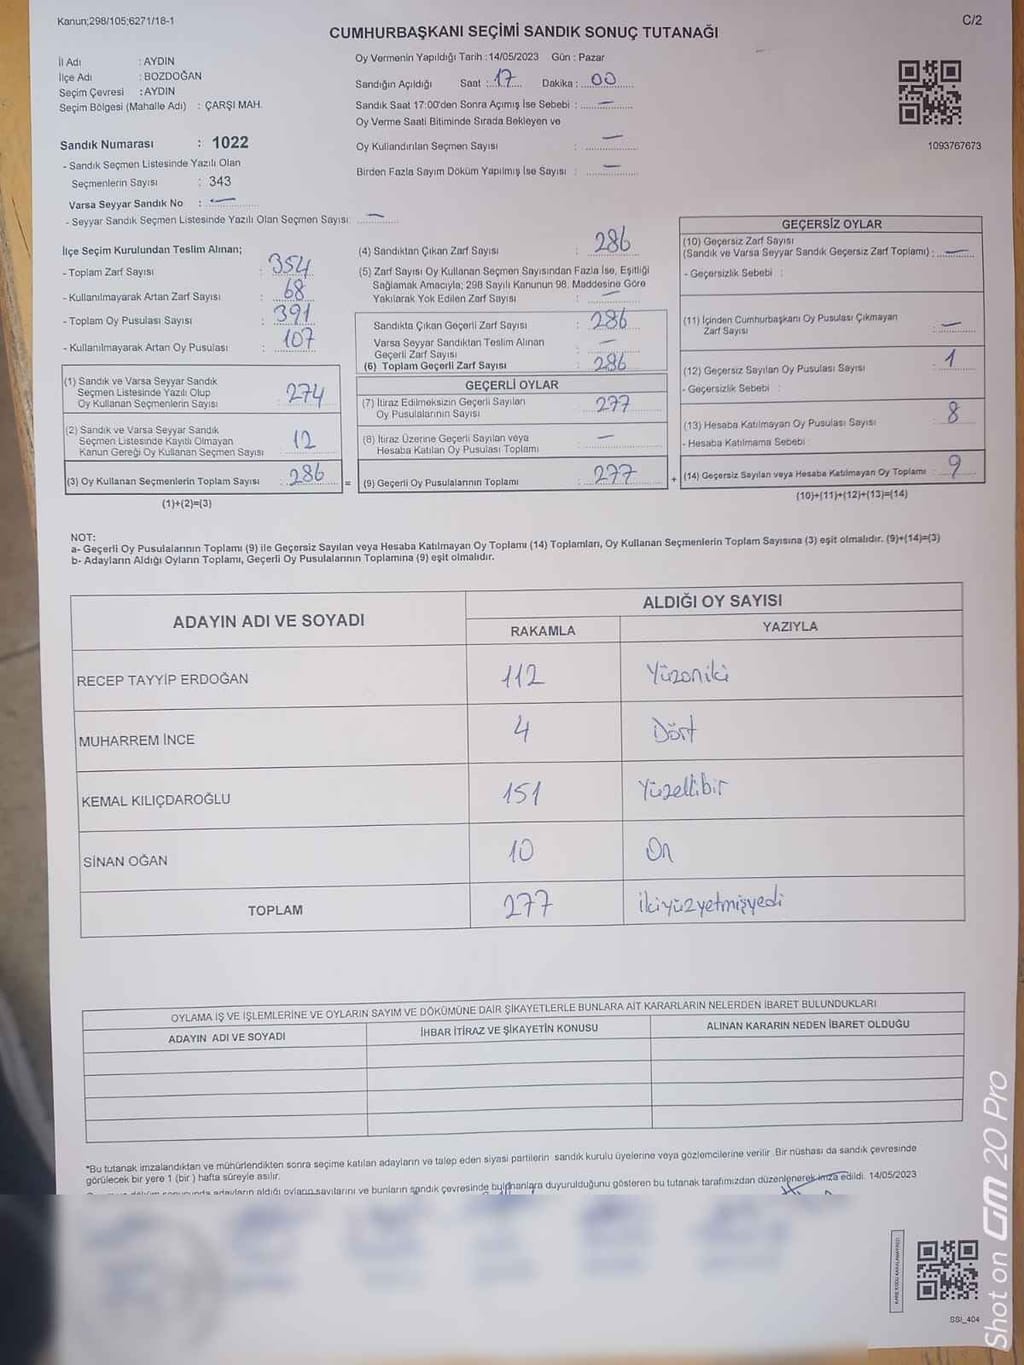 Kanun;298/105;6271/18-1
C/2
CUMHURBAŞKANI SEÇİMİ SANDIK SONUÇ TUTANAĞI
İl Adı : AYDIN
İlçe Adı : BOZDOĞAN
Seçim Çevresi : AYDIN
Seçim Bölgesi (Mahalle Adı) : ÇARŞI MAH.
Sandık Numarası : 1022
- Sandık Seçmen Listesinde Yazılı Olan
Seçmenlerin Sayısı : 343
Varsa Seyyar Sandık No : —
- Seyyar Sandık Seçmen Listesinde Yazılı Olan Seçmen Sayısı: —
Oy Vermenin Yapıldığı Tarih : 14/05/2023 Gün : Pazar
Sandığın Açıldığı Saat : 17 Dakika : 00
Sandık Saat 17:00'den Sonra Açımış İse Sebebi : —
Oy Verme Saati Bitiminde Sırada Bekleyen ve
Oy Kullandırılan Seçmen Sayısı : —
Birden Fazla Sayım Döküm Yapılmış İse Sayısı : —
1093767673
İlçe Seçim Kurulundan Teslim Alınan;
- Toplam Zarf Sayısı : 354
- Kullanılmayarak Artan Zarf Sayısı : 68
- Toplam Oy Pusulası Sayısı : 391
- Kullanılmayarak Artan Oy Pusulası : 107
(1) Sandık ve Varsa Seyyar Sandık
Seçmen Listesinde Yazılı Olup
Oy Kullanan Seçmenlerin Sayısı : 274
(2) Sandık ve Varsa Seyyar Sandık
Seçmen Listesinde Kayıtlı Olmayan
Kanun Gereği Oy Kullanan Seçmen Sayısı : 12
(3) Oy Kullanan Seçmenlerin Toplam Sayısı : 286
(1)+(2)=(3)
=
(4) Sandıktan Çıkan Zarf Sayısı : 286
(5) Zarf Sayısı Oy Kullanan Seçmen Sayısından Fazla İse, Eşitliği
Sağlamak Amacıyla; 298 Sayılı Kanunun 98. Maddesine Göre
Yakılarak Yok Edilen Zarf Sayısı : —
Sandıkta Çıkan Geçerli Zarf Sayısı : 286
Varsa Seyyar Sandıktan Teslim Alınan
Geçerli Zarf Sayısı : —
(6) Toplam Geçerli Zarf Sayısı : 286
GEÇERLİ OYLAR
(7) İtiraz Edilmeksizin Geçerli Sayılan
Oy Pusulalarının Sayısı : 277
(8) İtiraz Üzerine Geçerli Sayılan veya
Hesaba Katılan Oy Pusulası Toplamı : —
(9) Geçerli Oy Pusulalarının Toplamı : 277
+
GEÇERSİZ OYLAR
(10) Geçersiz Zarf Sayısı
(Sandık ve Varsa Seyyar Sandık Geçersiz Zarf Toplamı) : —
- Geçersizlik Sebebi :
(11) İçinden Cumhurbaşkanı Oy Pusulası Çıkmayan
Zarf Sayısı : —
(12) Geçersiz Sayılan Oy Pusulası Sayısı : 1
- Geçersizlik Sebebi :
(13) Hesaba Katılmayan Oy Pusulası Sayısı : 8
- Hesaba Katılmama Sebebi :
(14) Geçersiz Sayılan veya Hesaba Katılmayan Oy Toplamı : 9
(10)+(11)+(12)+(13)=(14)
NOT:
a- Geçerli Oy Pusulalarının Toplamı (9) ile Geçersiz Sayılan veya Hesaba Katılmayan Oy Toplamı (14) Toplamları, Oy Kullanan Seçmenlerin Toplam Sayısına (3) eşit olmalıdır. (9)+(14)=(3)
b- Adayların Aldığı Oyların Toplamı, Geçerli Oy Pusulalarının Toplamına (9) eşit olmalıdır.
ADAYIN ADI VE SOYADI
ALDIĞI OY SAYISI
RAKAMLA YAZIYLA
RECEP TAYYİP ERDOĞAN 112 Yüzoniki
MUHARREM İNCE 4 Dört
KEMAL KILIÇDAROĞLU 151 Yüzellibir
SİNAN OĞAN 10 On
TOPLAM 277 ikiyüzyetmişyedi
OYLAMA İŞ VE İŞLEMLERİNE VE OYLARIN SAYIM VE DÖKÜMÜNE DAİR ŞİKAYETLERLE BUNLARA AİT KARARLARIN NELERDEN İBARET BULUNDUKLARI
ADAYIN ADI VE SOYADI İHBAR İTİRAZ VE ŞİKAYETİN KONUSU ALINAN KARARIN NEDEN İBARET OLDUĞU
*Bu tutanak imzalandıktan ve mühürlendikten sonra seçime katılan adayların ve talep eden siyasi partilerin sandık kurulu üyelerine veya gözlemcilerine verilir .Bir nüshası da sandık çevresinde
görülecek bir yere 1 (bir ) hafta süreyle asılır.
adayların aldığı oyların sayılarını ve bunların sandık çevresinde bulunanlara duyurulduğunu gösteren bu tutanak tarafımızdan düzenlenerek imza edildi. 14/05/2023
SSI_404
Shot on GM 20 Pro